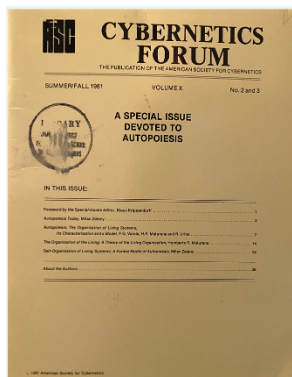 ASC
CYBERNETICS
FORUM
THE PUBLICATION OF THE AMERICAN SOCIETY FOR CYBERNETICS
SUMMER/FALL 1981 VOLUME X No. 2 and 3
A SPECIAL ISSUE
DEVOTED TO
AUTOPOIESIS
LIBRARY
IN THIS ISSUE:
Foreword by the Special Issues Editor, Klaus Krippendorff
Autopoiesis Today, Milan Zeleny
Autopoiesis: The Organization of Living Systems,
Its Characterization and a Model, F.G. Varela, H.R. Maturana and R. Uribe 7
The Organization of the Living: A Theory of the Living Organization, Humberto R. Maturana
Self-Organization of Living Systems: A Formal Model of Autopoiesis, Milan Zeleny
About the Authors
1981 American Society for Cybernetics